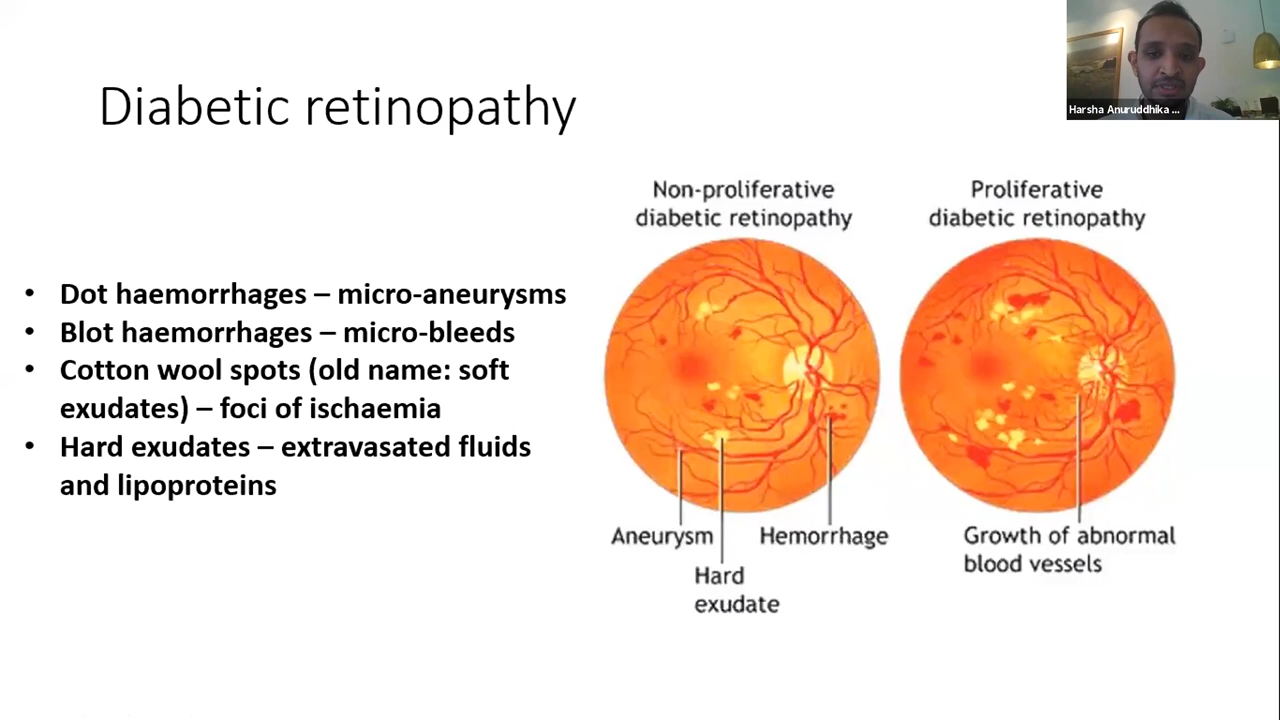 Harsha Anuruddhika ...
Diabetic retinopathy
• Dot haemorrhages – micro-aneurysms
• Blot haemorrhages – micro-bleeds
• Cotton wool spots (old name: soft
exudates) – foci of ischaemia
• Hard exudates – extravasated fluids
and lipoproteins
Non-proliferative
diabetic retinopathy
Aneurysm
Hemorrhage
Hard
exudate
Proliferative
diabetic retinopathy
Growth of abnormal
blood vessels